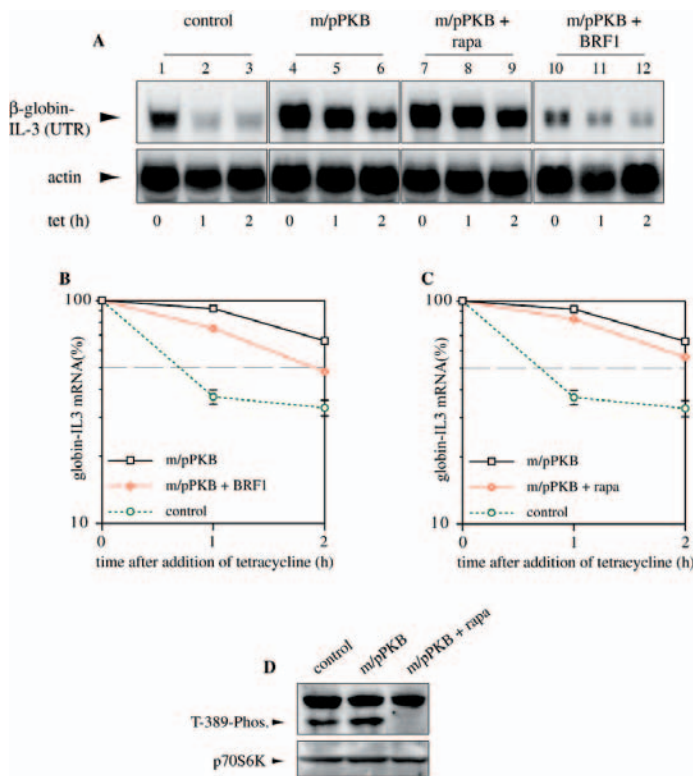 control m/pPKB m/pPKB + rapa m/pPKB + BRF1
A
1 2 3 4 5 6 7 8 9 10 11 12
β-globin-
IL-3 (UTR)
actin
tet (h) 0 1 2 0 1 2 0 1 2 0 1 2
B
100
globin-IL3 mRNA(%)
m/pPKB
m/pPKB + BRF1
control
10
0 1 2
time after addition of tetracycline (h)
C
100
globin-IL3 mRNA(%)
m/pPKB
m/pPKB + rapa
control
10
0 1 2
time after addition of tetracycline (h)
D
control m/pPKB m/pPKB + rapa
T-389-Phos.
p70S6K